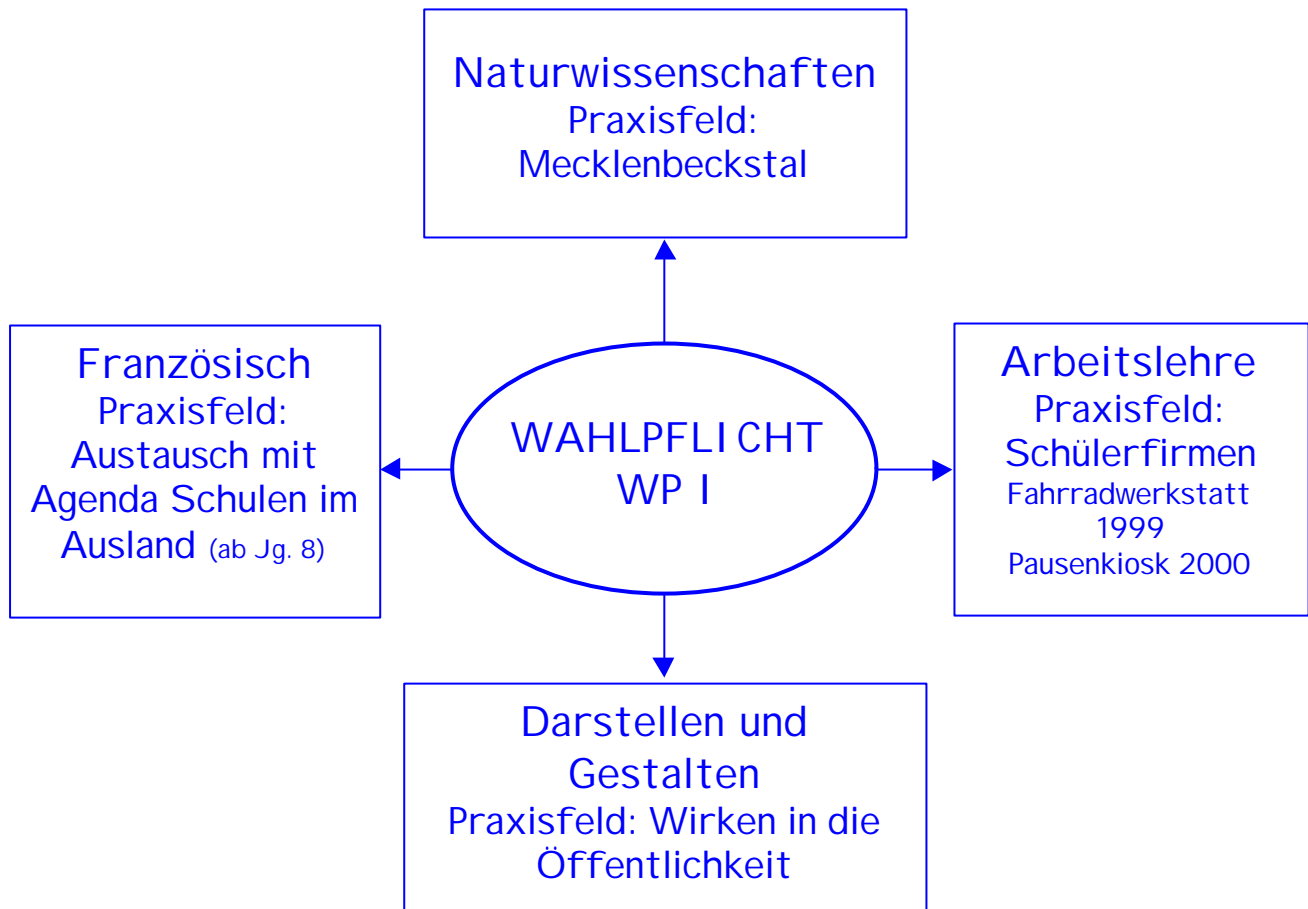 Naturwissenschaften
Praxisfeld:
Mecklenbeckstal
Französisch
Praxisfeld:
Austausch mit
Agenda Schulen im
Ausland (ab Jg. 8)
WAHLPFLICHT
WP I
Arbeitslehre
Praxisfeld:
Schülerfirmen
Fahrradwerkstatt
1999
Pausenkiosk 2000
Darstellen und
Gestalten
Praxisfeld: Wirken in die
Öffentlichkeit